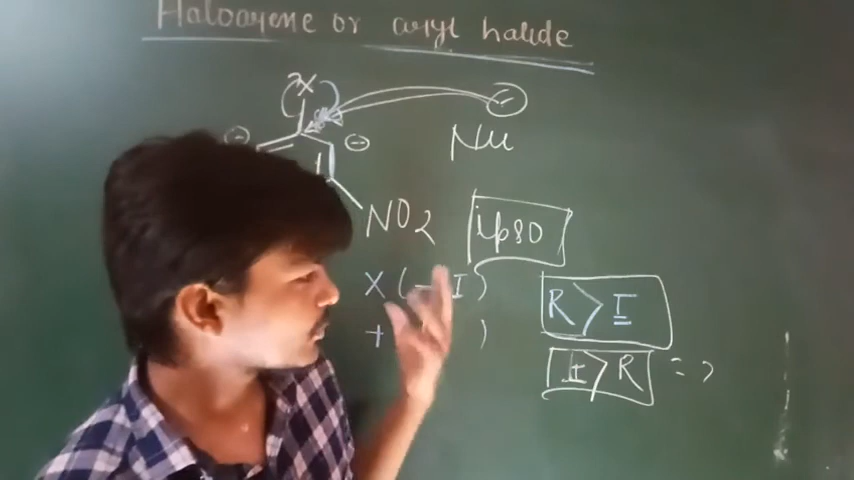 Haloarene or aryl halide
X
Nu
NO2
ipso
X (- I)
R > I
+ )
I > R =>